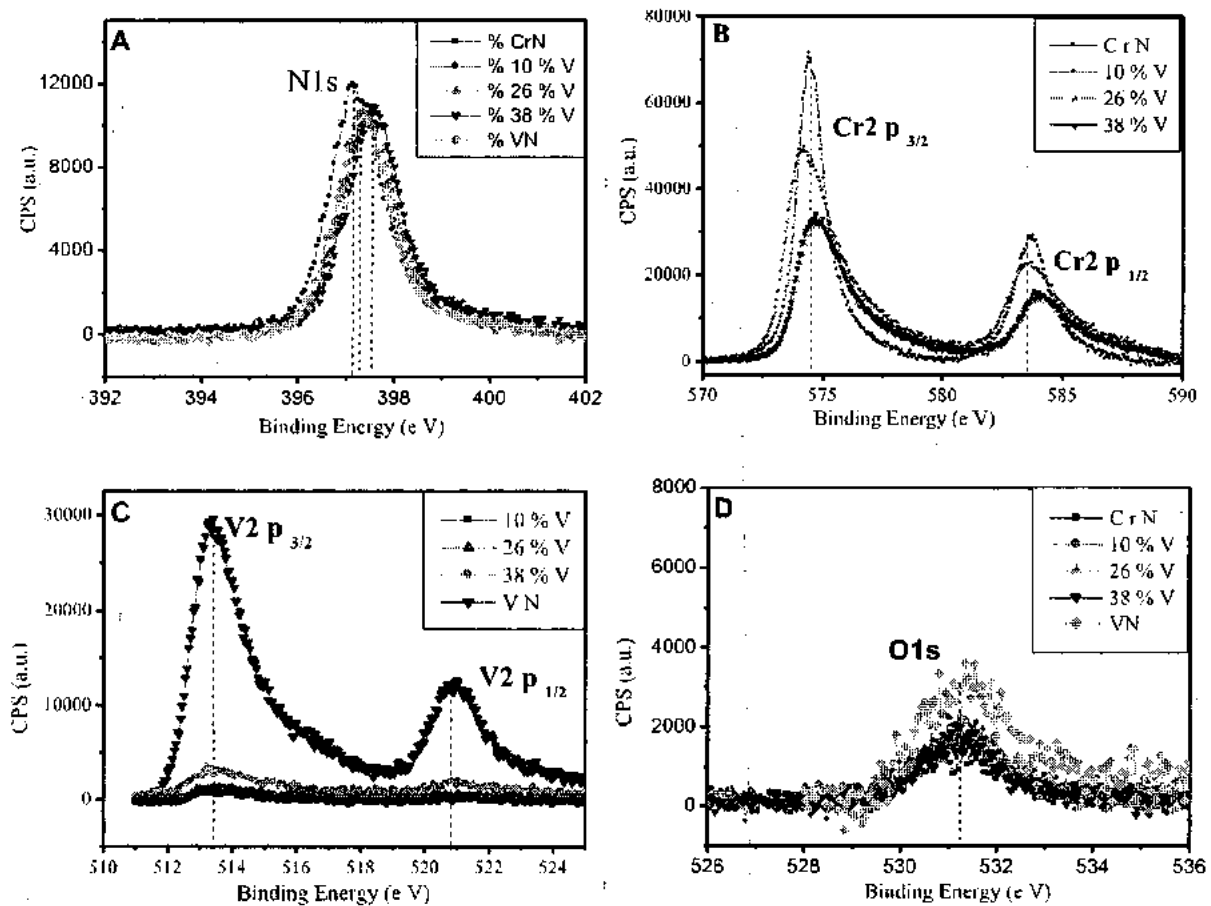 A
N1s
% CrN
% 10 % V
% 26 % V
% 38 % V
% VN
12000
8000
4000
0
CPS (a.u.)
392 394 396 398 400 402
Binding Energy (e V)
B
80000
60000
40000
20000
0
CPS (a.u.)
Cr2 p 3/2
Cr2 p 1/2
C r N
10 % V
26 % V
38 % V
570 575 580 585 590
Binding Energy (e V)
C
30000
20000
10000
0
CPS (a.u.)
V2 p 3/2
V2 p 1/2
10 % V
26 % V
38 % V
V N
510 512 514 516 518 520 522 524
Binding Energy (e V)
D
8000
6000
4000
2000
0
CPS (a.u.)
O1s
C r N
10 % V
26 % V
38 % V
VN
526 528 530 532 534 536
Binding Energy (e V)